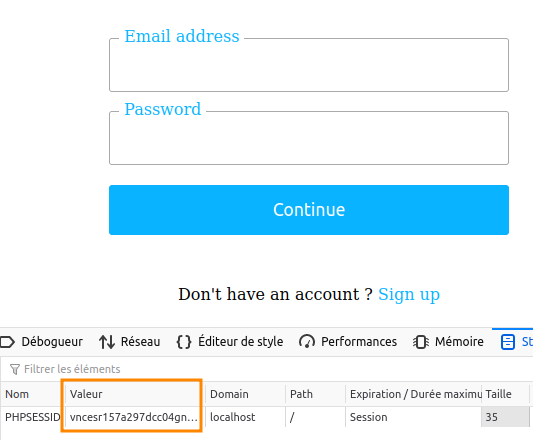 Email address
Password
Continue
Don't have an account ? Sign up
Débogueur Réseau Éditeur de style Performances Mémoire St
Filtrer les éléments
Nom Valeur Domain Path Expiration / Durée maximu Taille
PHPSESSID vncesr157a297dcc04gn... localhost / Session 35